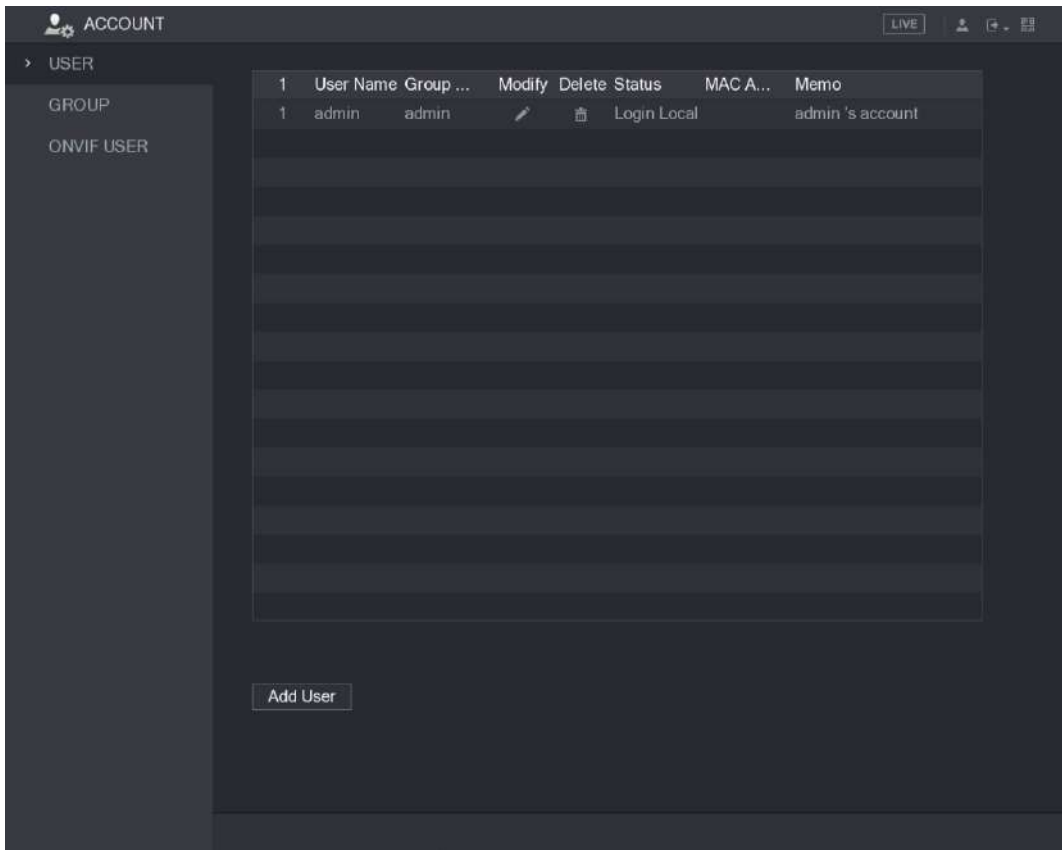 ACCOUNT LIVE
USER
GROUP
ONVIF USER
1 User Name Group ... Modify Delete Status MAC A... Memo
1 admin admin Login Local admin 's account
Add User